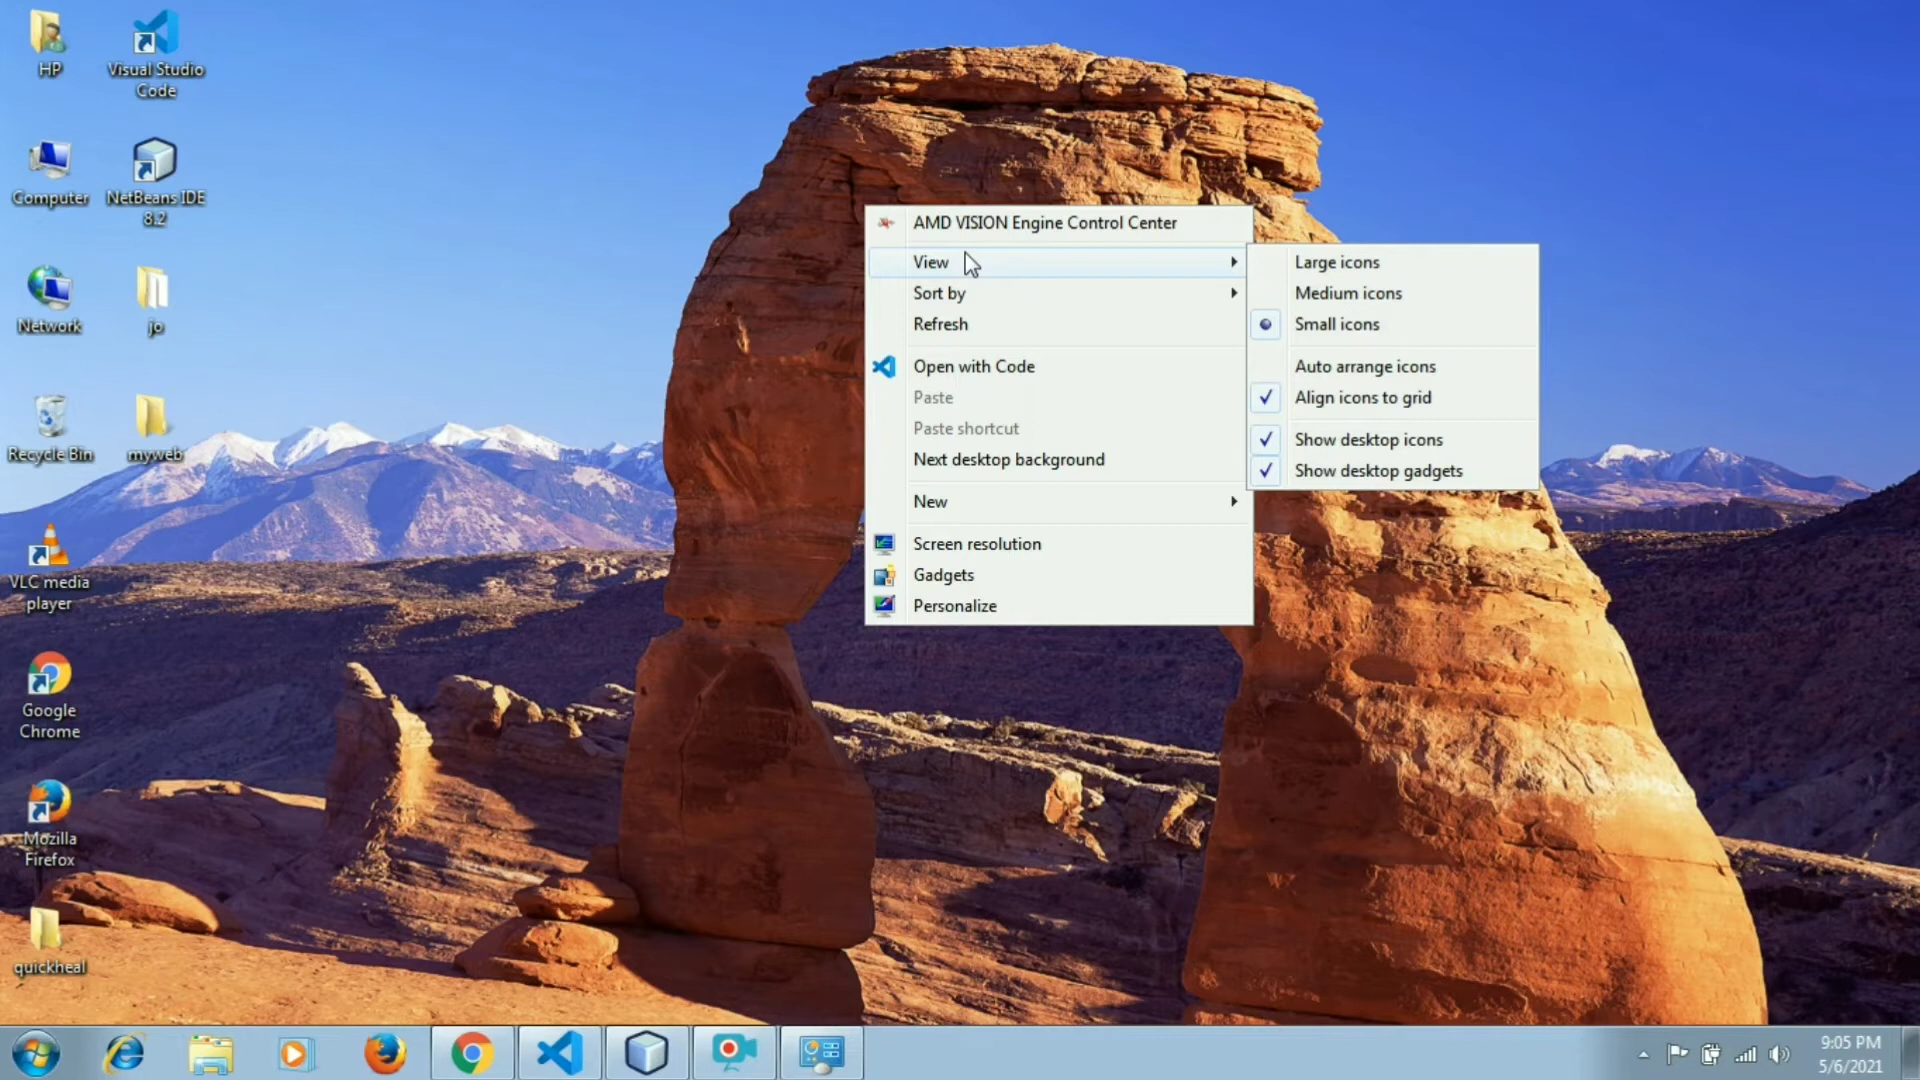 HP
Visual Studio
Code
Computer
NetBeans IDE
8.2
Network
jo
Recycle Bin
myweb
VLC media
player
Google
Chrome
Mozilla
Firefox
quickheal
AMD VISION Engine Control Center
View
Sort by
Refresh
Open with Code
Paste
Paste shortcut
Next desktop background
New
Screen resolution
Gadgets
Personalize
Large icons
Medium icons
Small icons
Auto arrange icons
Align icons to grid
Show desktop icons
Show desktop gadgets
9:05 PM
5/6/2021